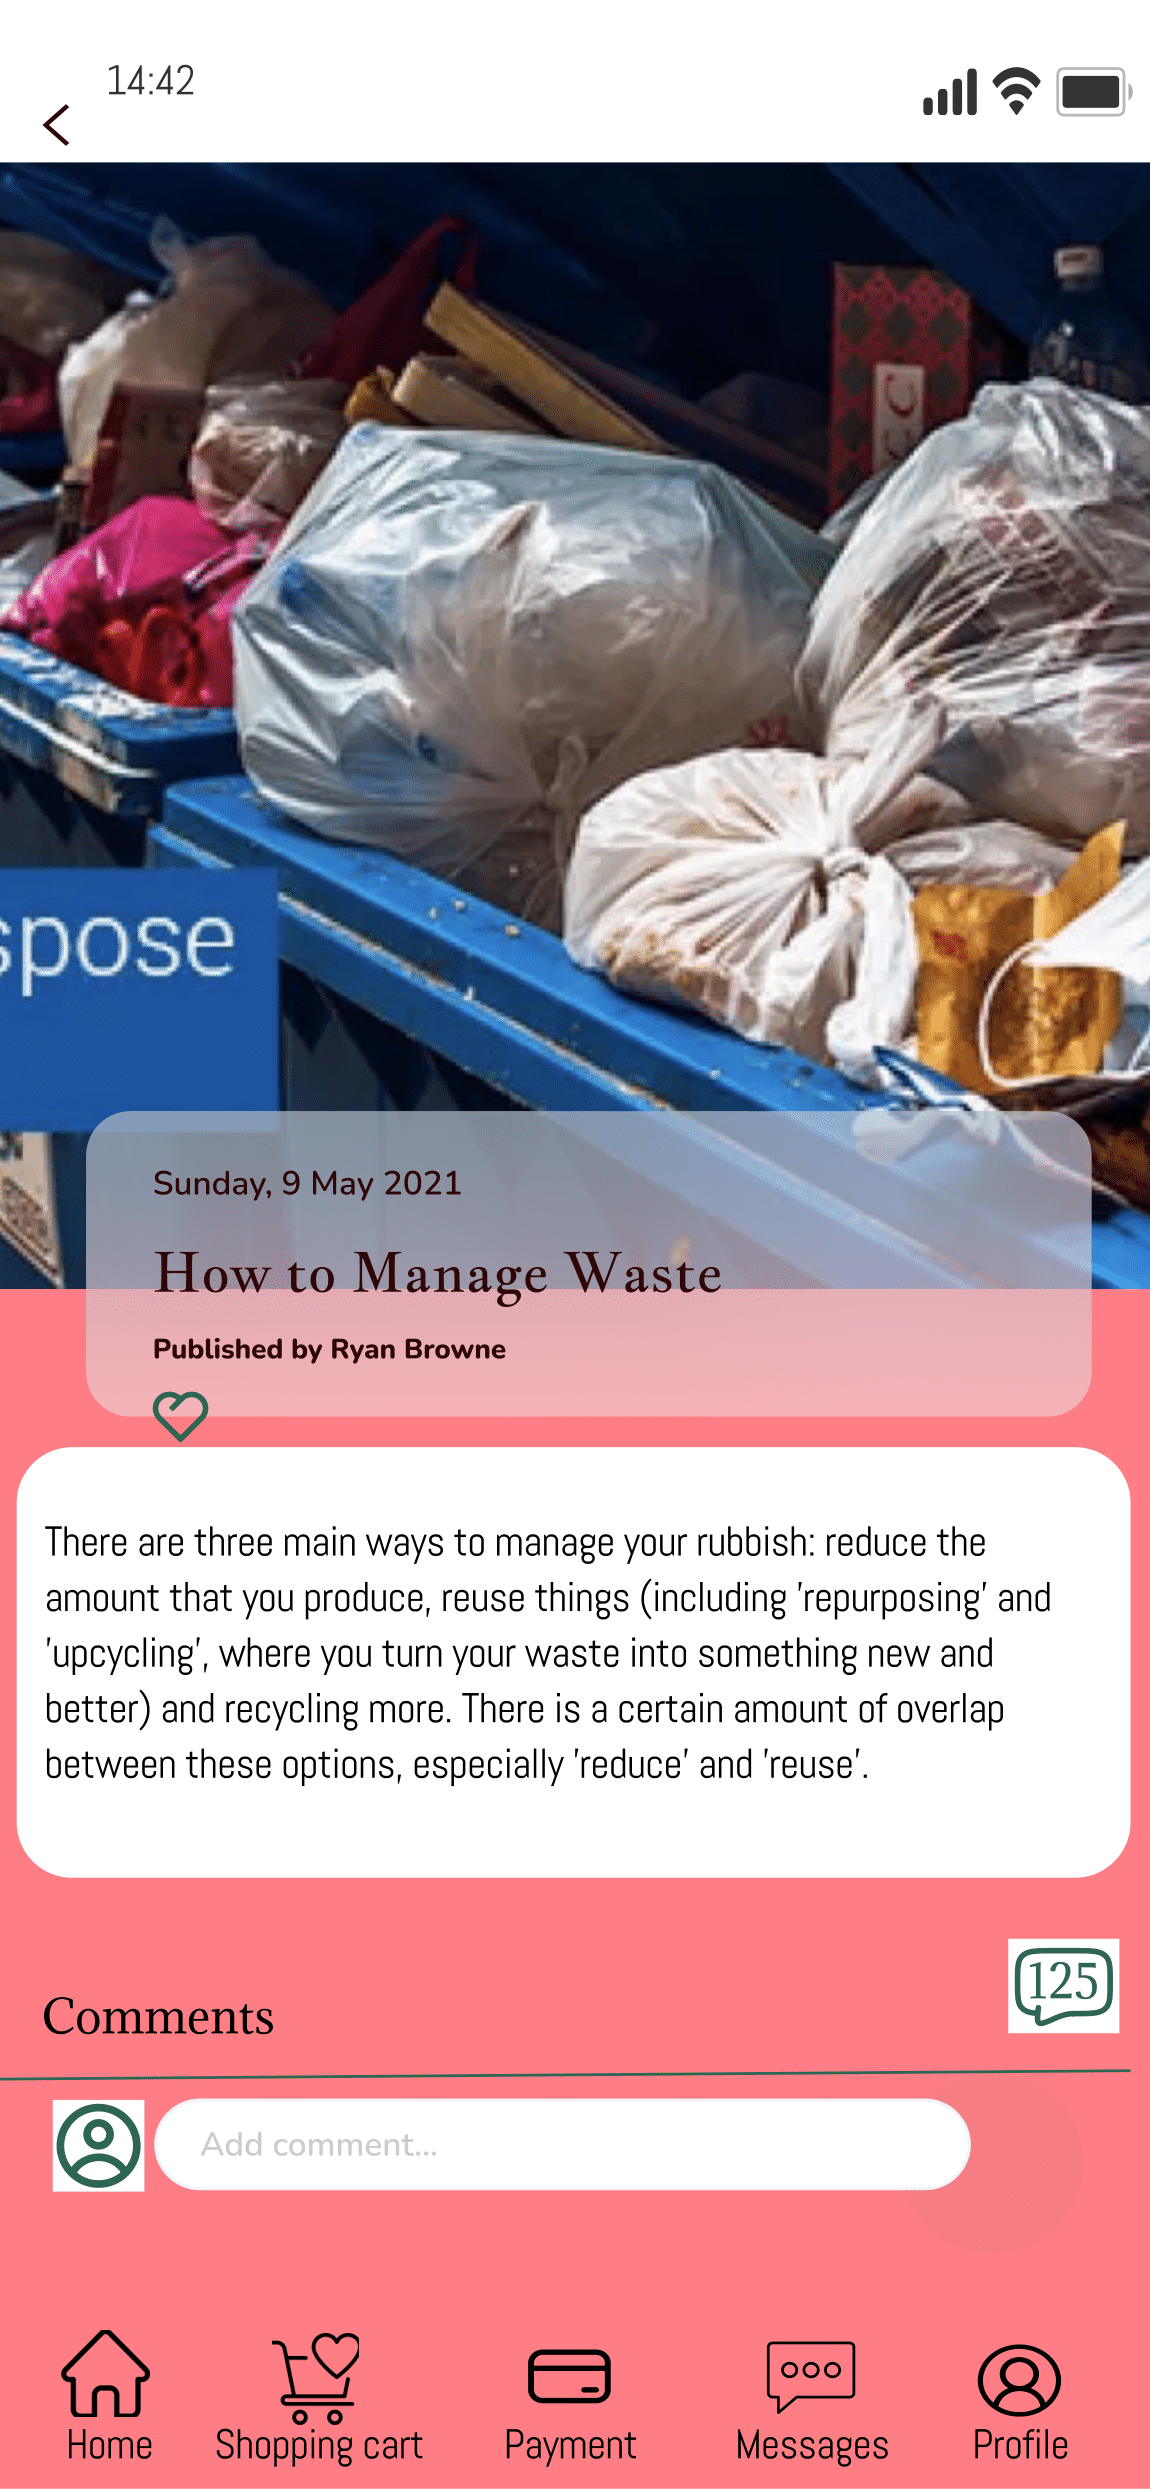 14:42
spose
Sunday, 9 May 2021
How to Manage Waste
Published by Ryan Browne
There are three main ways to manage your rubbish: reduce the
amount that you produce, reuse things (including 'repurposing' and
'upcycling', where you turn your waste into something new and
better) and recycling more. There is a certain amount of overlap
between these options, especially 'reduce' and 'reuse'.
125
Comments
Add comment...
Home
Shopping cart
Payment
Messages
Profile